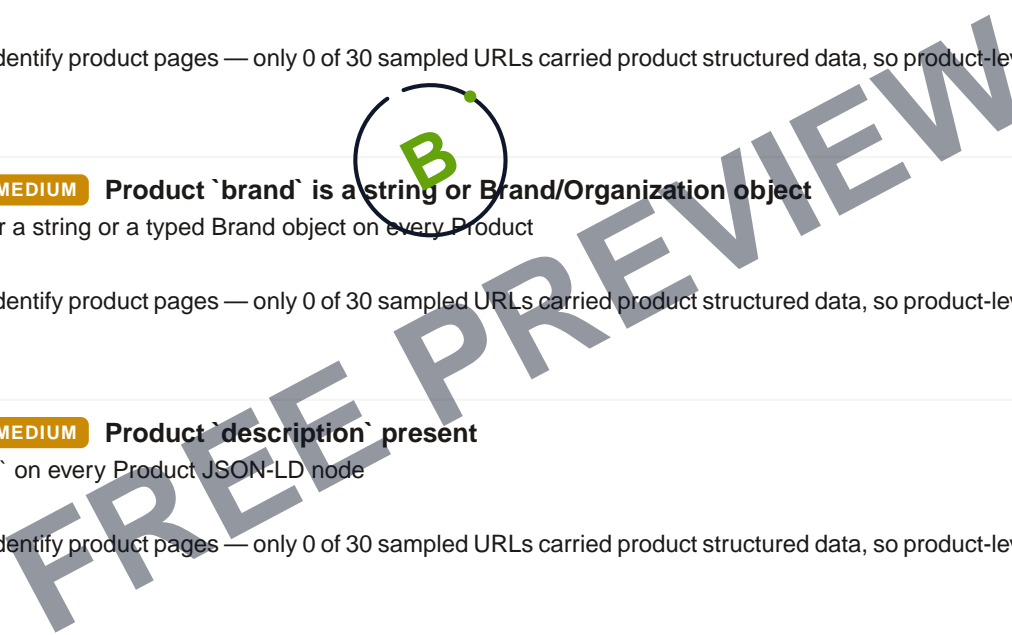 dentify product pages — only 0 of 30 sampled URLs carried product structured data, so product-lev
B
MEDIUM Product `brand` is a string or Brand/Organization object
r a string or a typed Brand object on every Product
dentify product pages — only 0 of 30 sampled URLs carried product structured data, so product-lev
MEDIUM Product `description` present
` on every Product JSON-LD node
dentify product pages — only 0 of 30 sampled URLs carried product structured data, so product-lev
FREE PREVIEW